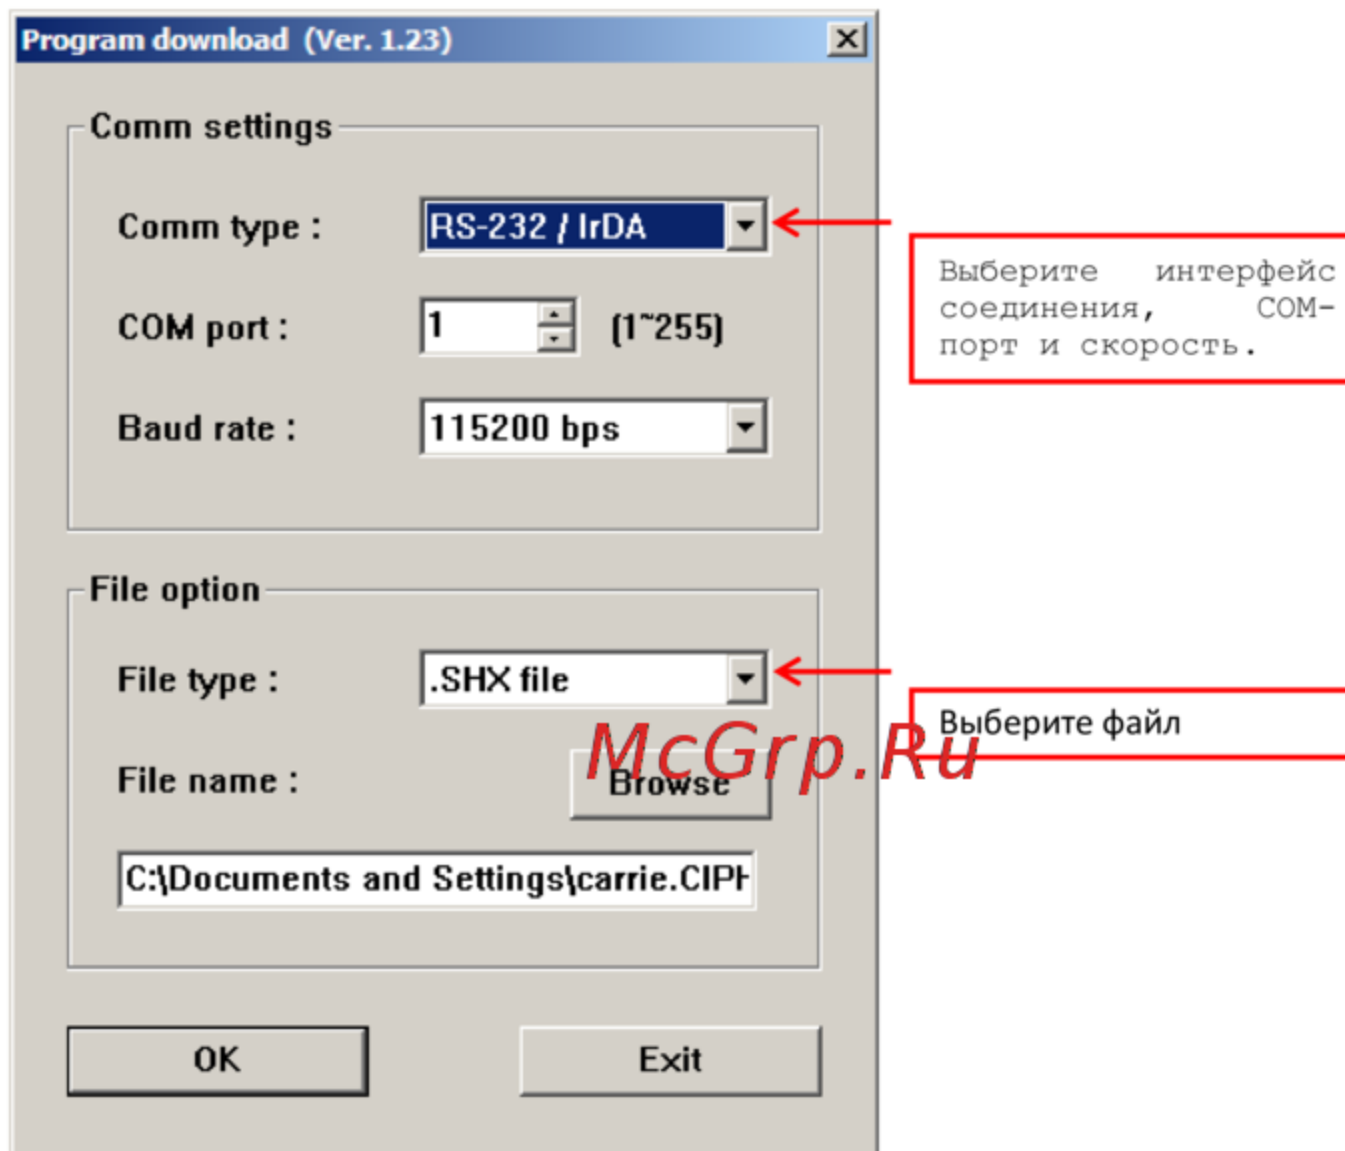 Program download (Ver. 1.23)
Comm settings
Comm type :
RS-232 / IrDA
Выберите интерфейс
соединения, COM-
порт и скорость.
COM port :
1
(1~255)
Baud rate :
115200 bps
File option
File type :
.SHX file
Выберите файл
McGrp.Ru
File name :
Browse
C:\Documents and Settings\carrie.CIPH
OK
Exit